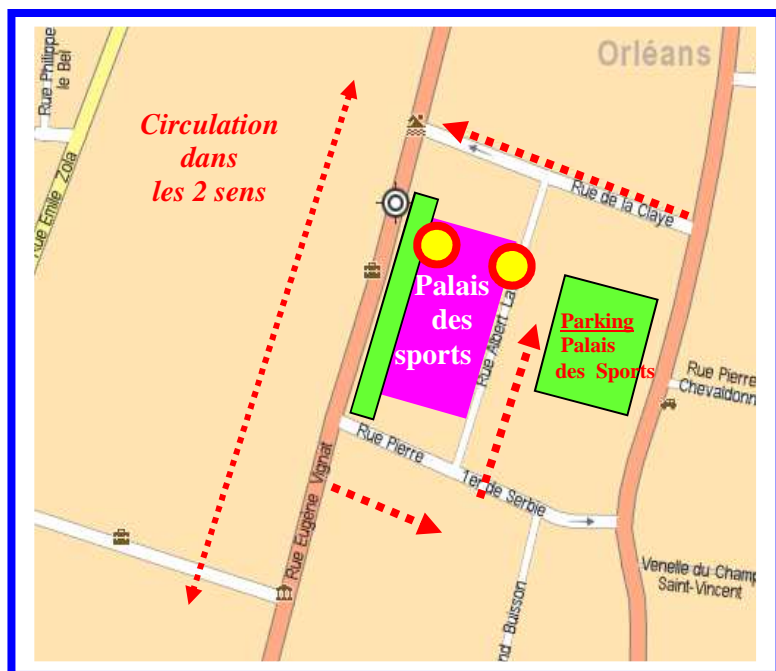 Orléans
Rue Philippe
le Bel
Circulation
dans
les 2 sens
Rue Emile Zola
Rue de la Claye
Palais
des
sports
Rue Albert La
Parking
Palais
des Sports
Rue Pierre
Chevaldonn
Rue Pierre
1er de Serbie
Rue Eugène Vignat
Venelle du Champ
Saint-Vincent
nd Buisson